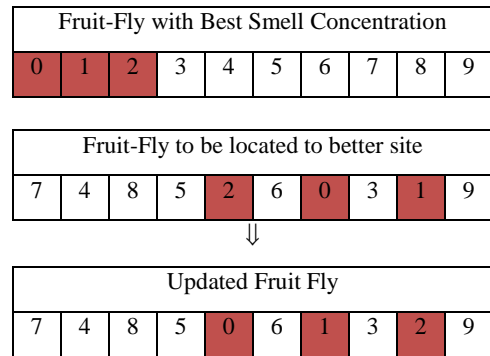 Fruit-Fly with Best Smell Concentration
0 1 2 3 4 5 6 7 8 9
Fruit-Fly to be located to better site
7 4 8 5 2 6 0 3 1 9
⇓
Updated Fruit Fly
7 4 8 5 0 6 1 3 2 9